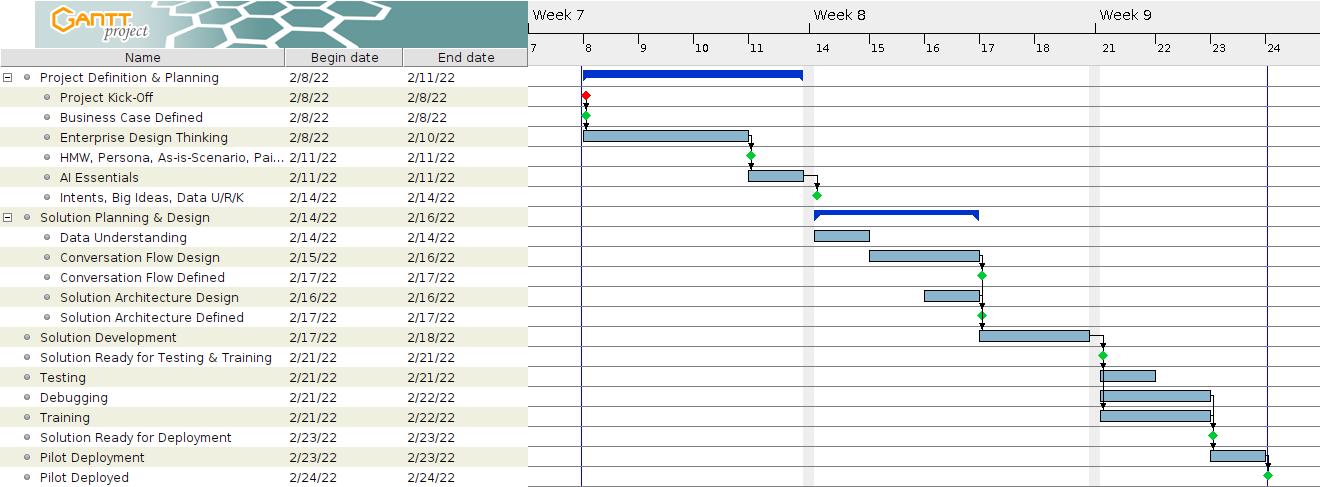 GANTT project
Week 7 Week 8 Week 9
Name Begin date End date 7 8 9 10 11 14 15 16 17 18 21 22 23 24
Project Definition & Planning 2/8/22 2/11/22
Project Kick-Off 2/8/22 2/8/22
Business Case Defined 2/8/22 2/8/22
Enterprise Design Thinking 2/8/22 2/10/22
HMW, Persona, As-is-Scenario, Pai... 2/11/22 2/11/22
AI Essentials 2/11/22 2/11/22
Intents, Big Ideas, Data U/R/K 2/14/22 2/14/22
Solution Planning & Design 2/14/22 2/16/22
Data Understanding 2/14/22 2/14/22
Conversation Flow Design 2/15/22 2/16/22
Conversation Flow Defined 2/17/22 2/17/22
Solution Architecture Design 2/16/22 2/16/22
Solution Architecture Defined 2/17/22 2/17/22
Solution Development 2/17/22 2/18/22
Solution Ready for Testing & Training 2/21/22 2/21/22
Testing 2/21/22 2/21/22
Debugging 2/21/22 2/22/22
Training 2/21/22 2/22/22
Solution Ready for Deployment 2/23/22 2/23/22
Pilot Deployment 2/23/22 2/23/22
Pilot Deployed 2/24/22 2/24/22